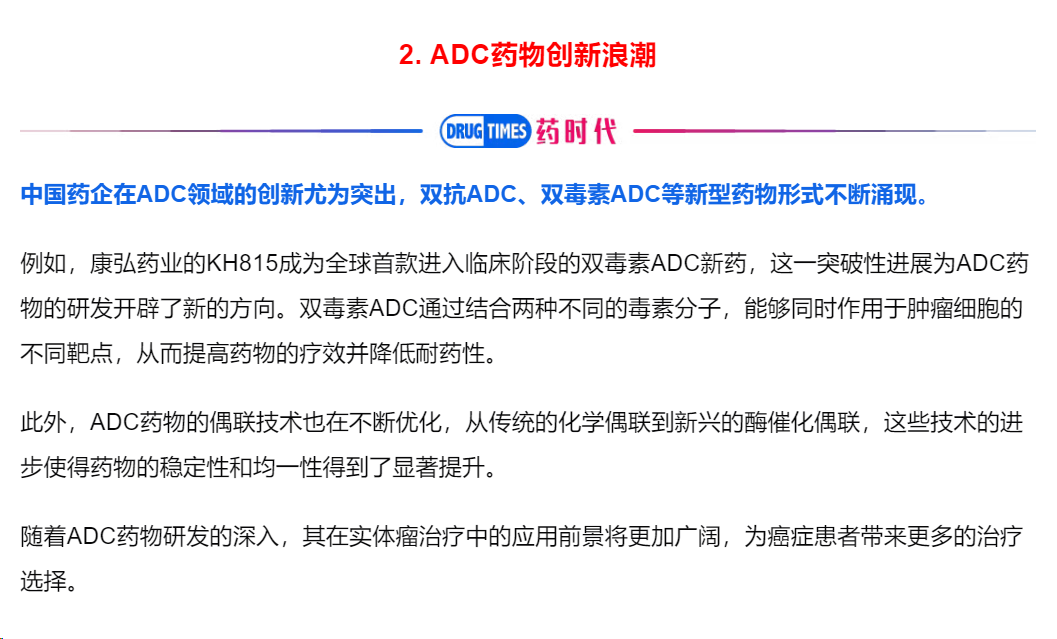 2. ADC药物创新浪潮
DRUG TIMES 药时代
中国药企在ADC领域的创新尤为突出，双抗ADC、双毒素ADC等新型药物形式不断涌现。
例如，康弘药业的KH815成为全球首款进入临床阶段的双毒素ADC新药，这一突破性进展为ADC药
物的研发开辟了新的方向。双毒素ADC通过结合两种不同的毒素分子，能够同时作用于肿瘤细胞的
不同靶点，从而提高药物的疗效并降低耐药性。
此外，ADC药物的偶联技术也在不断优化，从传统的化学偶联到新兴的酶催化偶联，这些技术的进
步使得药物的稳定性和均一性得到了显著提升。
随着ADC药物研发的深入，其在实体瘤治疗中的应用前景将更加广阔，为癌症患者带来更多的治疗
选择。